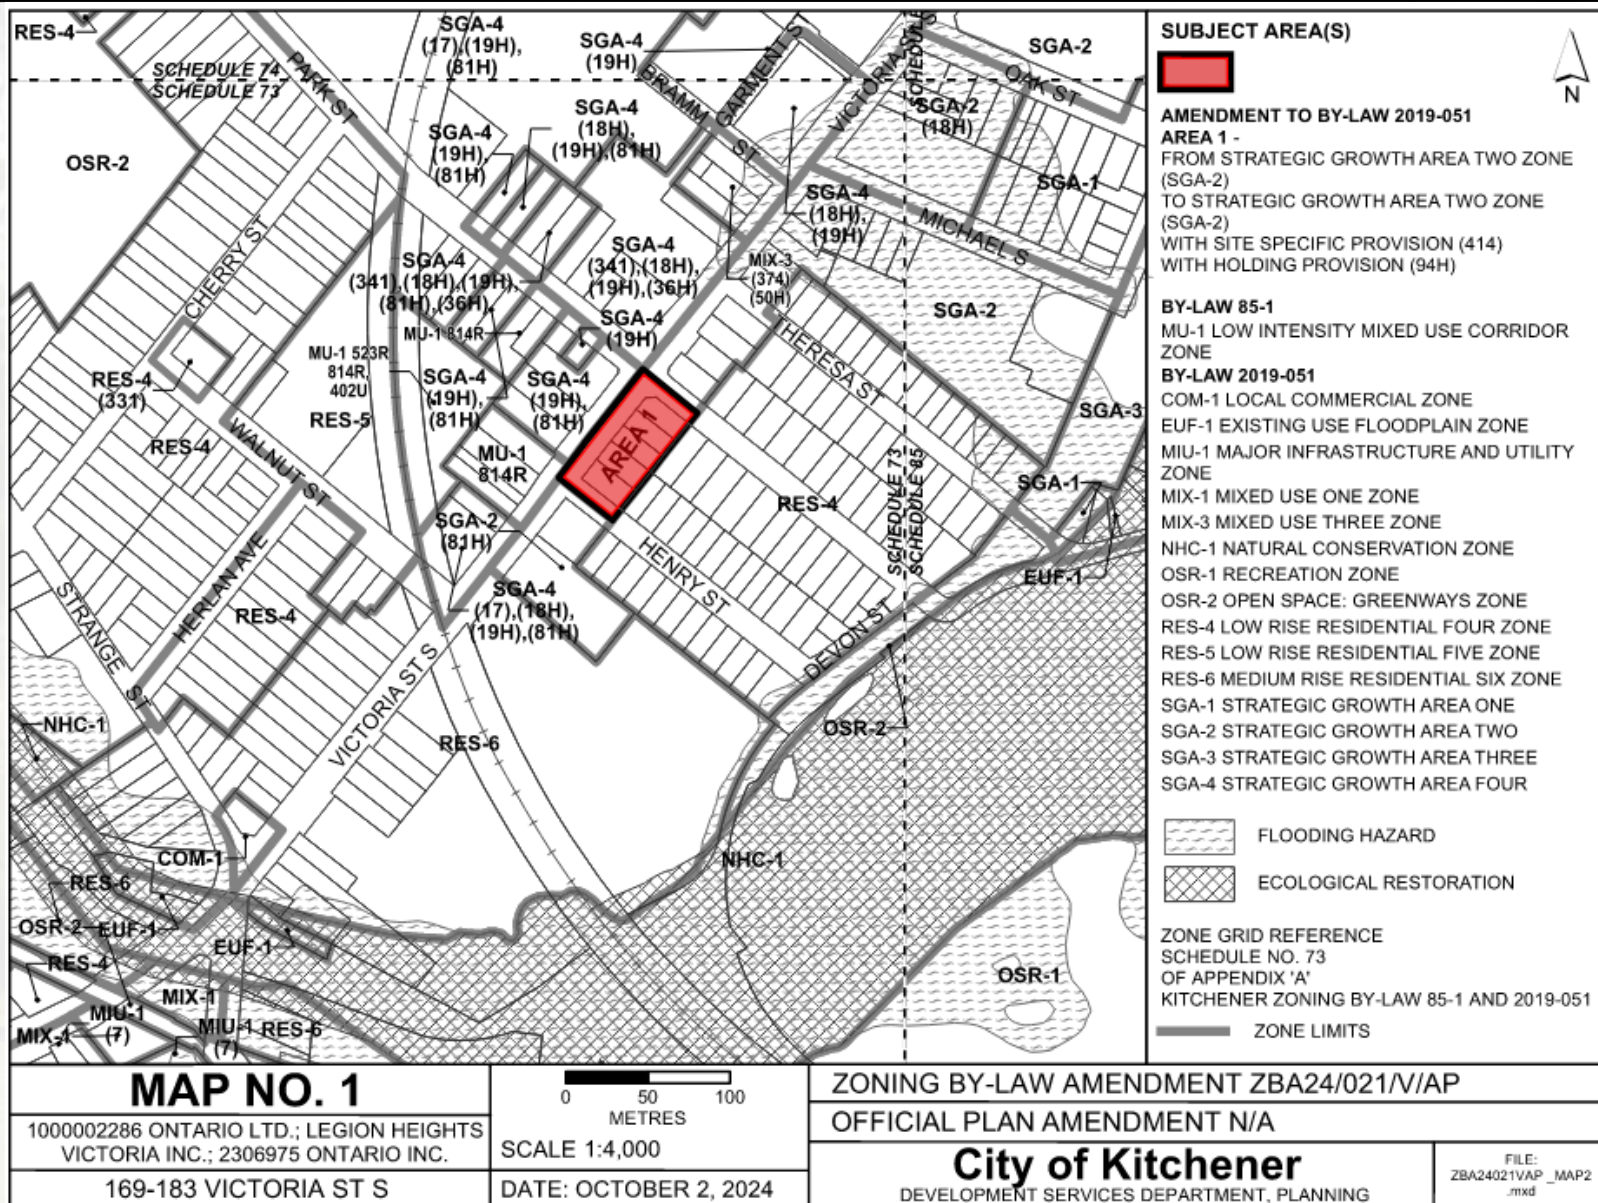 RES-4
SCHEDULE 74
SCHEDULE 73
OSR-2
PARK ST
SGA-4
(17),(19H),
(81H)
SGA-4
(19H)
BRAMM
ST
GARMENT S
VICTORIA S
SCHEDULE
SGA-2
OAK ST
SGA-2
(18H)
SGA-4
(18H),
(19H),(81H)
SGA-4
(19H),
(81H)
SGA-1
SGA-4
(18H),
(19H)
MICHAEL S
CHERRY ST
SGA-4
(341),(18H),(19H),
(81H),(36H)
SGA-4
(341),(18H),
(19H),(36H)
MIX-3
(374)
(50H)
SGA-2
SGA-4
(19H)
MU-1 814R
THERESA ST
MU-1 523R
814R,
402U
RES-4
(331)
RES-5
SGA-4
(19H),
(81H)
SGA-4
(19H),
(81H)
AREA 1
SGA-3
RES-4
WALNUT ST
MU-1
814R
RES-4
SCHEDULE 73
SCHEDULE 85
SGA-1
SGA-2
(81H)
HENRY ST
EUF-1
STRANGE
ST
HERLAN AVE
RES-4
SGA-4
(17),(18H),
(19H),(81H)
DEVON ST
NHC-1
VICTORIA ST S
RES-6
OSR-2
COM-1
NHC-1
RES-6
OSR-2
EUF-1
EUF-1
RES-4
MIX-1
OSR-1
MIU-1
(7)
MIX-1
MIU-1
(7)
RES-6
SUBJECT AREA(S)
N
AMENDMENT TO BY-LAW 2019-051
AREA 1 -
FROM STRATEGIC GROWTH AREA TWO ZONE
(SGA-2)
TO STRATEGIC GROWTH AREA TWO ZONE
(SGA-2)
WITH SITE SPECIFIC PROVISION (414)
WITH HOLDING PROVISION (94H)
BY-LAW 85-1
MU-1 LOW INTENSITY MIXED USE CORRIDOR
ZONE
BY-LAW 2019-051
COM-1 LOCAL COMMERCIAL ZONE
EUF-1 EXISTING USE FLOODPLAIN ZONE
MIU-1 MAJOR INFRASTRUCTURE AND UTILITY
ZONE
MIX-1 MIXED USE ONE ZONE
MIX-3 MIXED USE THREE ZONE
NHC-1 NATURAL CONSERVATION ZONE
OSR-1 RECREATION ZONE
OSR-2 OPEN SPACE: GREENWAYS ZONE
RES-4 LOW RISE RESIDENTIAL FOUR ZONE
RES-5 LOW RISE RESIDENTIAL FIVE ZONE
RES-6 MEDIUM RISE RESIDENTIAL SIX ZONE
SGA-1 STRATEGIC GROWTH AREA ONE
SGA-2 STRATEGIC GROWTH AREA TWO
SGA-3 STRATEGIC GROWTH AREA THREE
SGA-4 STRATEGIC GROWTH AREA FOUR
FLOODING HAZARD
ECOLOGICAL RESTORATION
ZONE GRID REFERENCE
SCHEDULE NO. 73
OF APPENDIX 'A'
KITCHENER ZONING BY-LAW 85-1 AND 2019-051
ZONE LIMITS
MAP NO. 1
1000002286 ONTARIO LTD.; LEGION HEIGHTS
VICTORIA INC.; 2306975 ONTARIO INC.
169-183 VICTORIA ST S
0 50 100
METRES
SCALE 1:4,000
DATE: OCTOBER 2, 2024
ZONING BY-LAW AMENDMENT ZBA24/021/V/AP
OFFICIAL PLAN AMENDMENT N/A
City of Kitchener
DEVELOPMENT SERVICES DEPARTMENT, PLANNING
FILE:
ZBA24021VAP_MAP2
.mxd